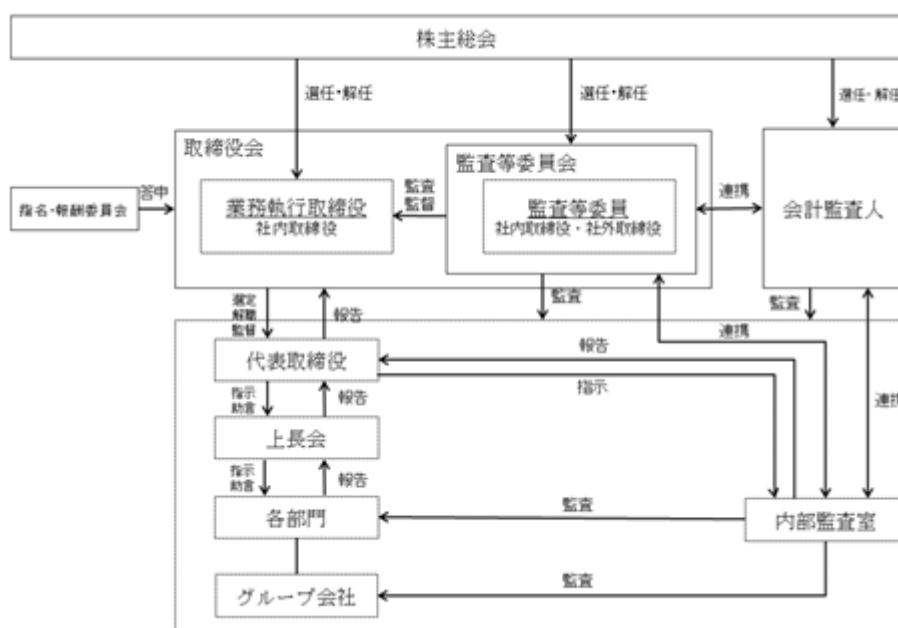 株主総会
選任・解任
選任・解任
選任・解任
取締役会
監査等委員会
指名・報酬委員会
答申
業務執行取締役
社内取締役
監査
監督
監査等委員
社内取締役・社外取締役
連携
会計監査人
選定
解職
監督
報告
監査
監査
連携
代表取締役
報告
指示
指示
助言
報告
連携
上長会
指示
助言
報告
各部門
監査
内部監査室
グループ会社
監査